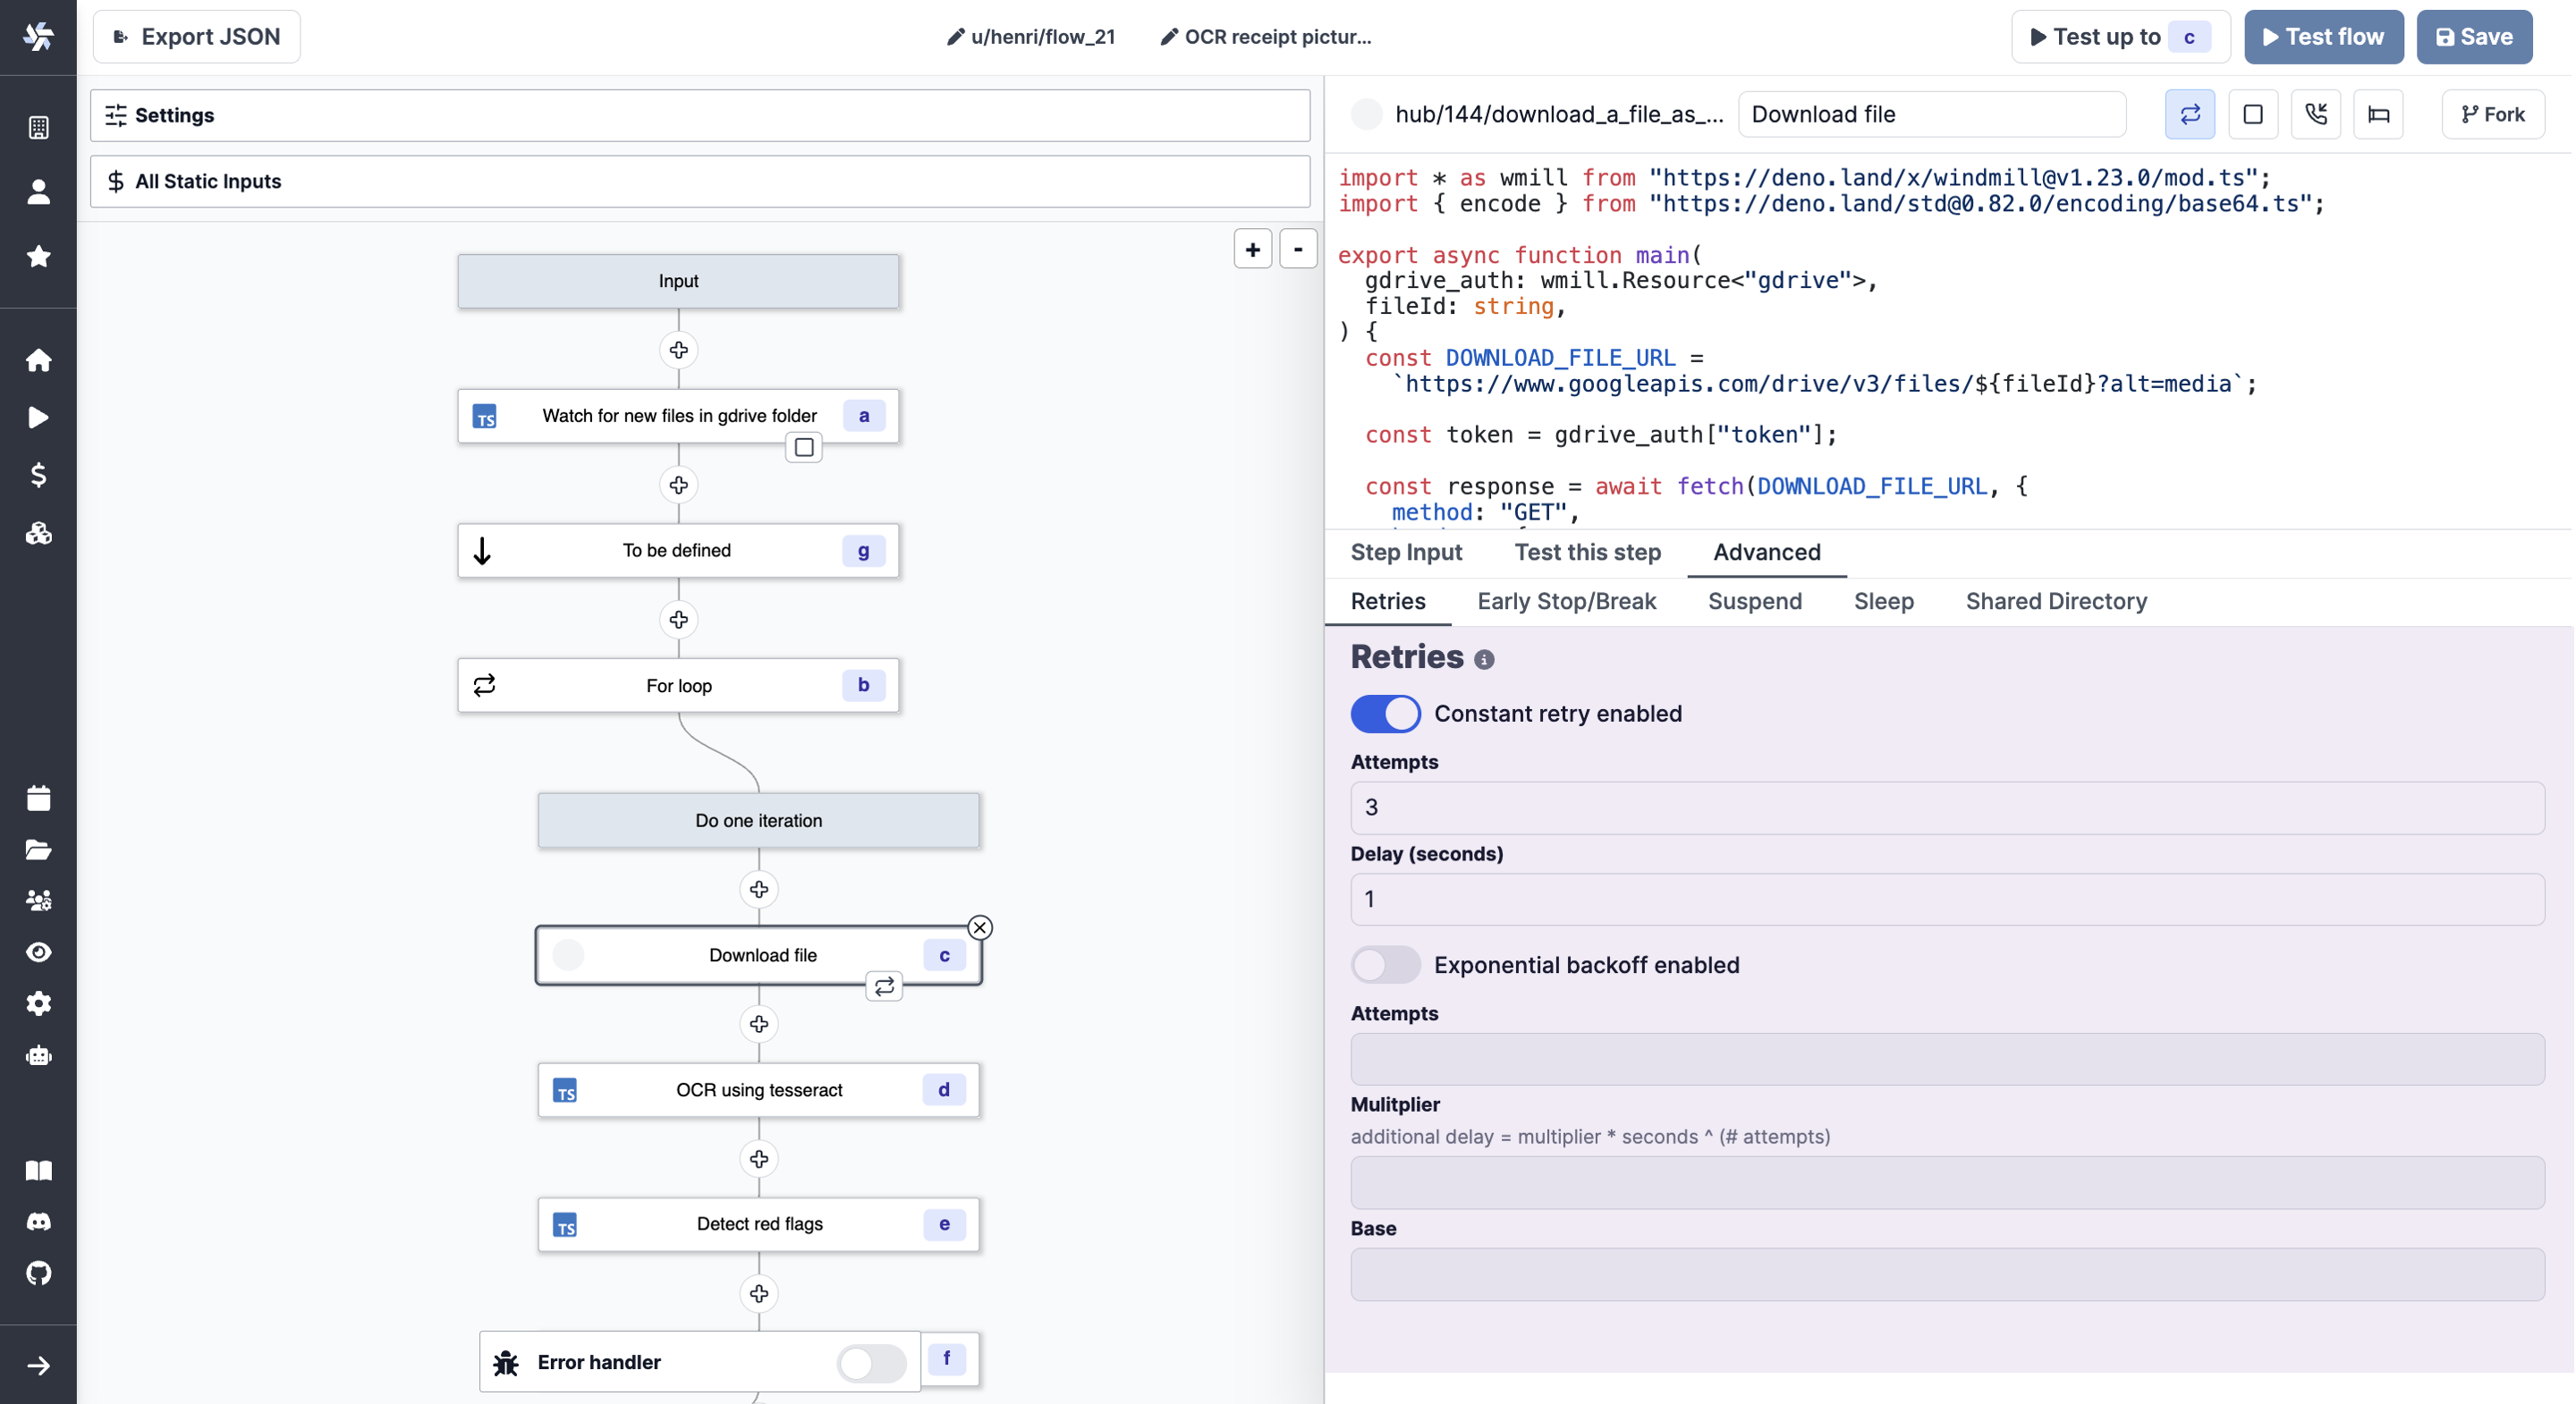 Export JSON
u/henri/flow_21
OCR receipt pictur...
Test up to c
Test flow
Save
Settings
All Static Inputs
+
-
Input
TS Watch for new files in gdrive folder a
To be defined g
For loop b
Do one iteration
Download file c
TS OCR using tesseract d
TS Detect red flags e
Error handler
f
hub/144/download_a_file_as_...
Download file
Fork
import * as wmill from "https://deno.land/x/windmill@v1.23.0/mod.ts";
import { encode } from "https://deno.land/std@0.82.0/encoding/base64.ts";
export async function main(
gdrive_auth: wmill.Resource<"gdrive">,
fileId: string,
) {
const DOWNLOAD_FILE_URL =
`https://www.googleapis.com/drive/v3/files/${fileId}?alt=media`;
const token = gdrive_auth["token"];
const response = await fetch(DOWNLOAD_FILE_URL, {
method: "GET",
Step Input
Test this step
Advanced
Retries
Early Stop/Break
Suspend
Sleep
Shared Directory
Retries
Constant retry enabled
Attempts
3
Delay (seconds)
1
Exponential backoff enabled
Attempts
Mulitplier
additional delay = multiplier * seconds ^ (# attempts)
Base